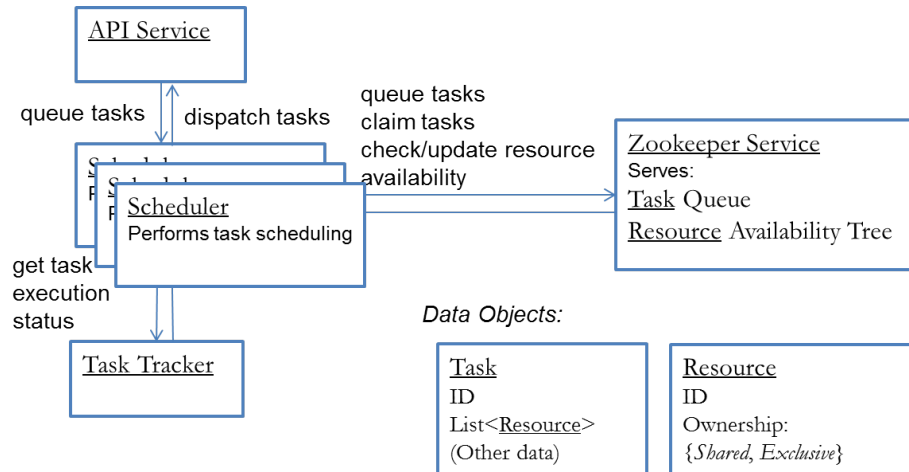 API Service
queue tasks
dispatch tasks
queue tasks
claim tasks
check/update resource
availability
Scheduler
Performs task scheduling
Zookeeper Service
Serves:
Task Queue
Resource Availability Tree
get task
execution
status
Task Tracker
Data Objects:
Task
ID
List<Resource>
(Other data)
Resource
ID
Ownership:
{Shared, Exclusive}